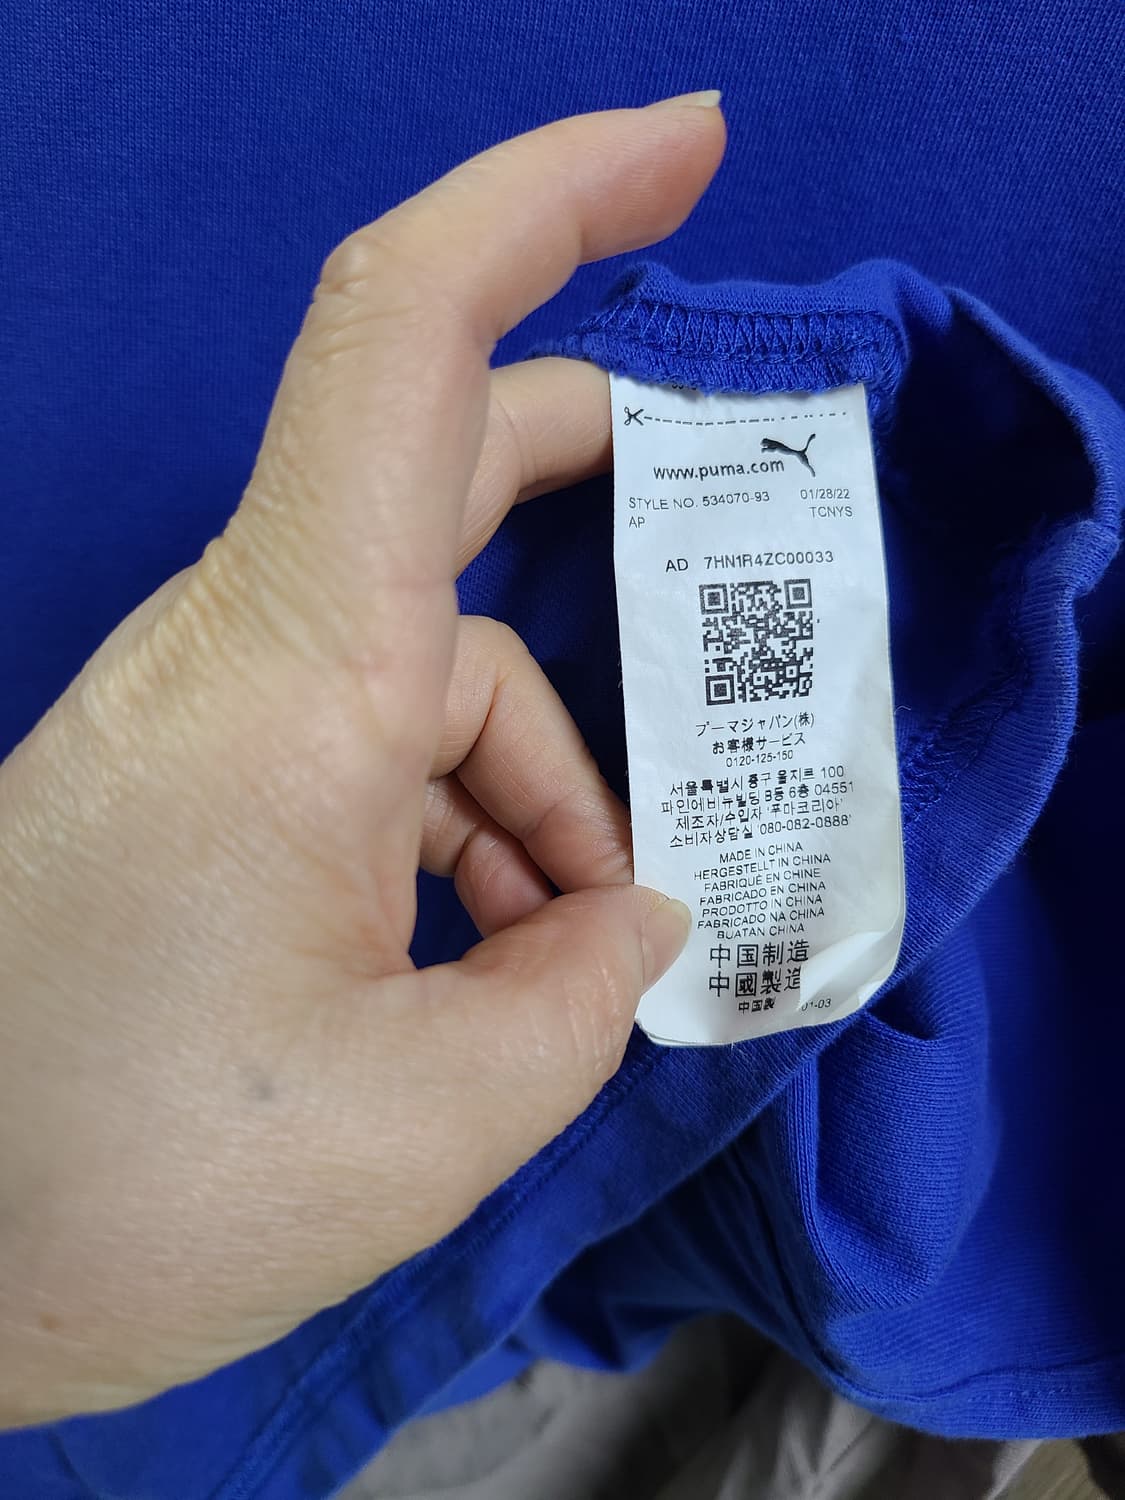 www.puma.com
STYLE NO. 534070-93 01/28/22
AP TCNYS
AD 7HN1R4ZC00033
プーマジャパン(株)
お客様サービス
0120-125-150
서울특별시 중구 을지트 100
파인에비뉴빌딩 B동 6층 04551
제조자/수입자 '푸마코리아'
소비자상담실 '080-082-0888'
MADE IN CHINA
HERGESTELLT IN CHINA
FABRIQUÉ EN CHINE
FABRICADO EN CHINA
PRODOTTO IN CHINA
FABRICADO NA CHINA
BUATAN CHINA
中国制造
中國製造
中国製 01-03